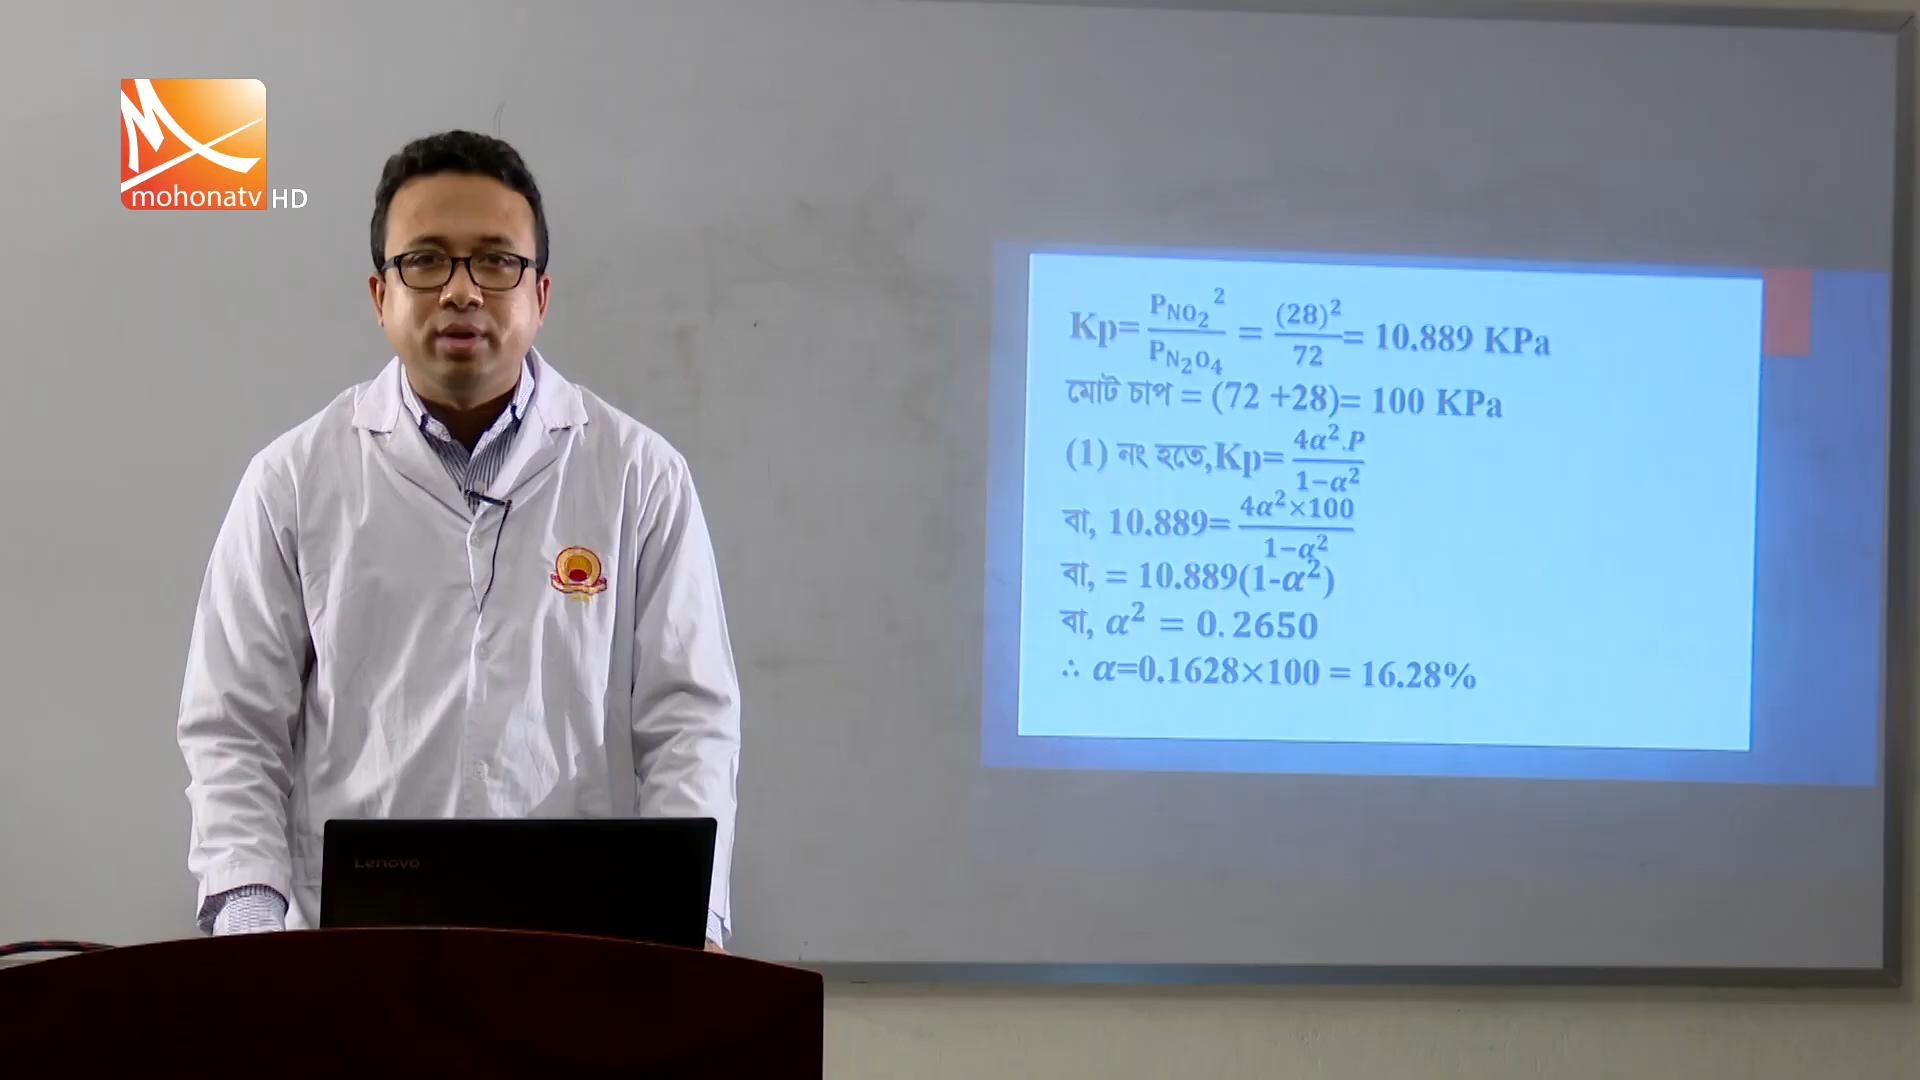 mohonatv HD
Kp= P_NO₂² / P_N₂O₄ = (28)² / 72 = 10.889 KPa
মোট চাপ = (72 +28)= 100 KPa
(1) নং হতে,Kp= 4α².P / 1−α²
বা, 10.889= 4α²×100 / 1−α²
বা, = 10.889(1-α²)
বা, α² = 0.2650
∴ α=0.1628×100 = 16.28%
Lenovo